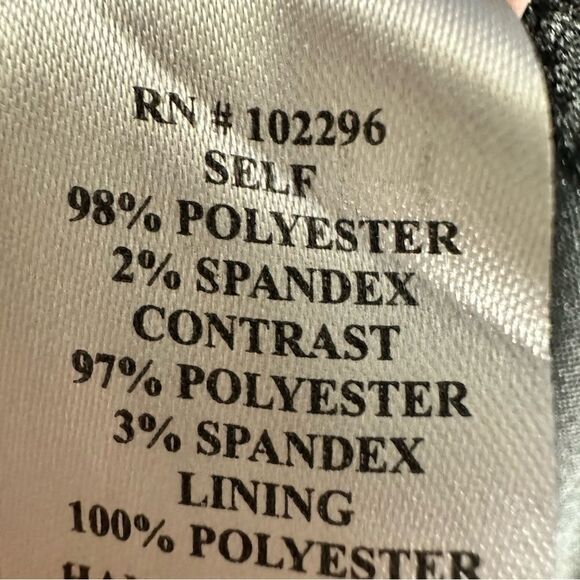 RN # 102296
SELF
98% POLYESTER
2% SPANDEX
CONTRAST
97% POLYESTER
3% SPANDEX
LINING
100% POLYESTER